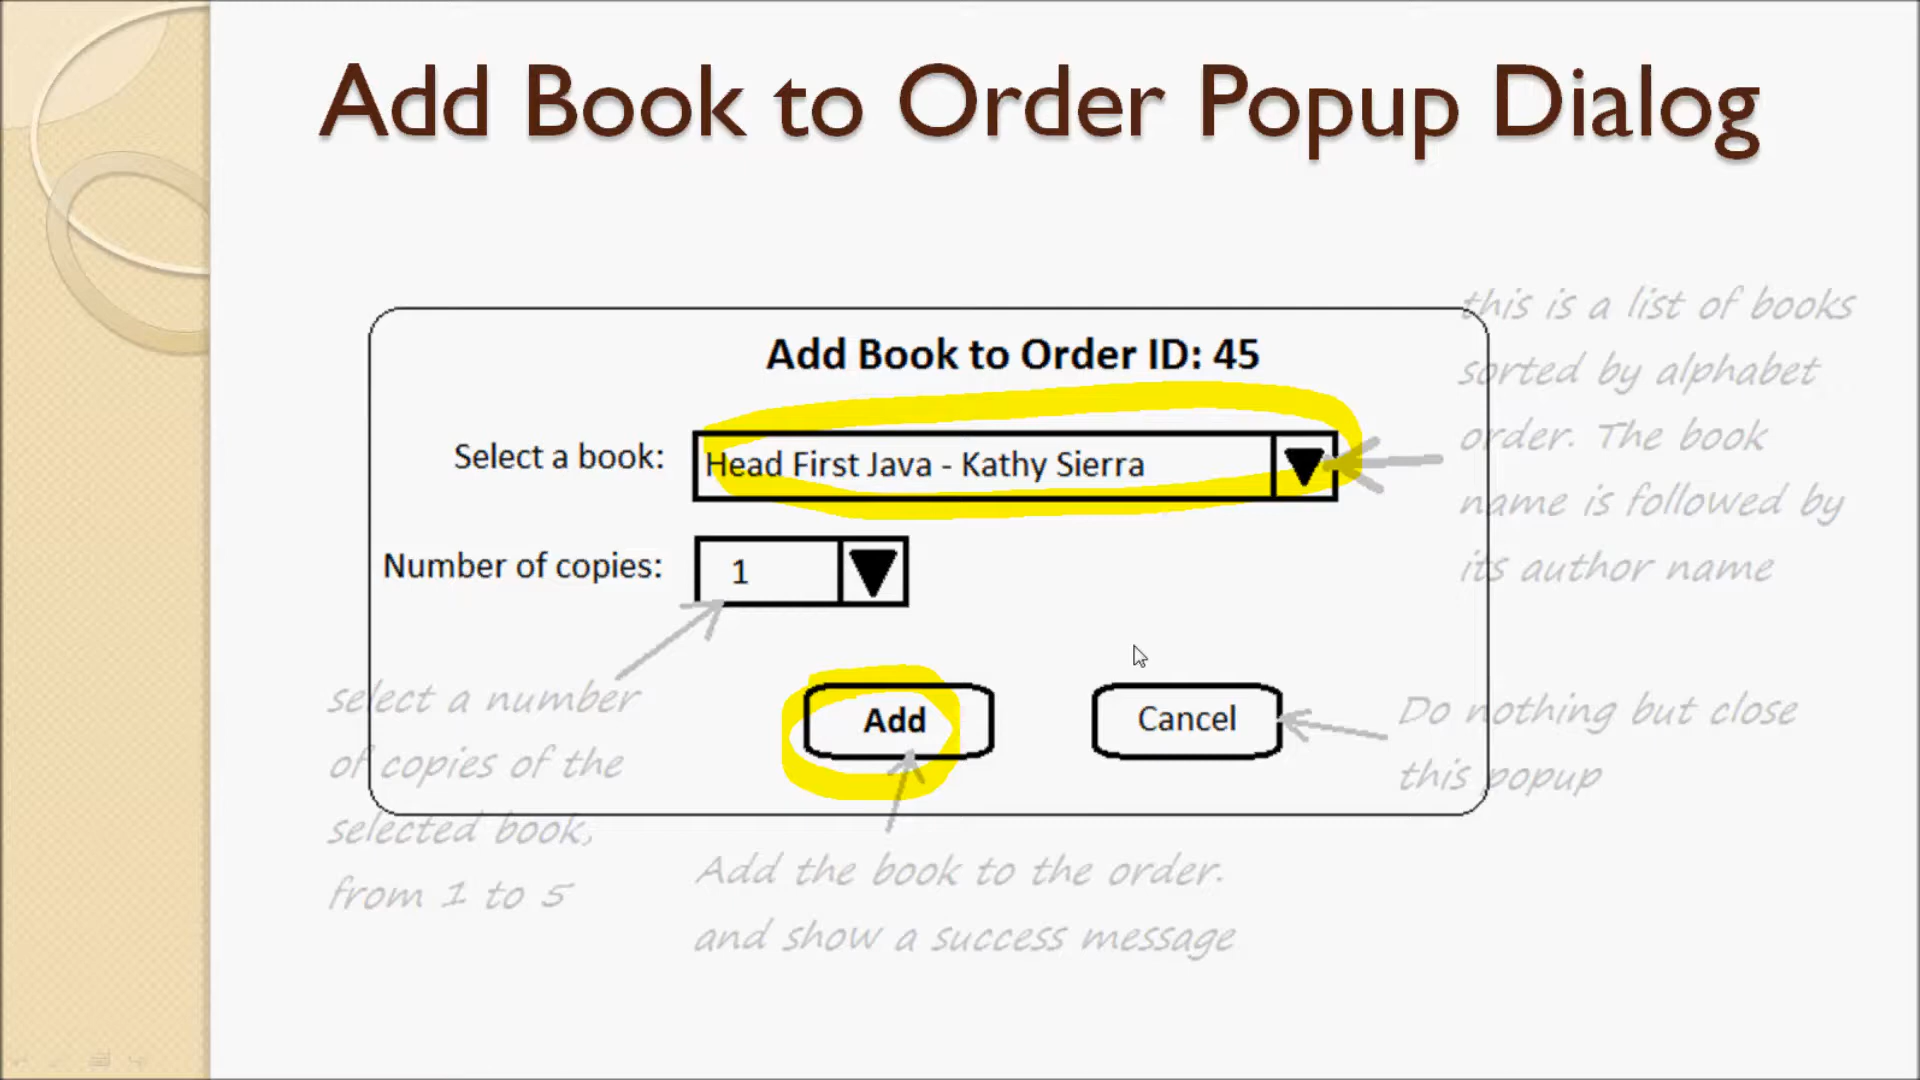 Add Book to Order Popup Dialog
Add Book to Order ID: 45
Select a book:
Head First Java - Kathy Sierra
Number of copies:
1
Add
Cancel
this is a list of books
sorted by alphabet
order. The book
name is followed by
its author name
select a number
of copies of the
selected book,
from 1 to 5
Add the book to the order.
and show a success message
Do nothing but close
this popup